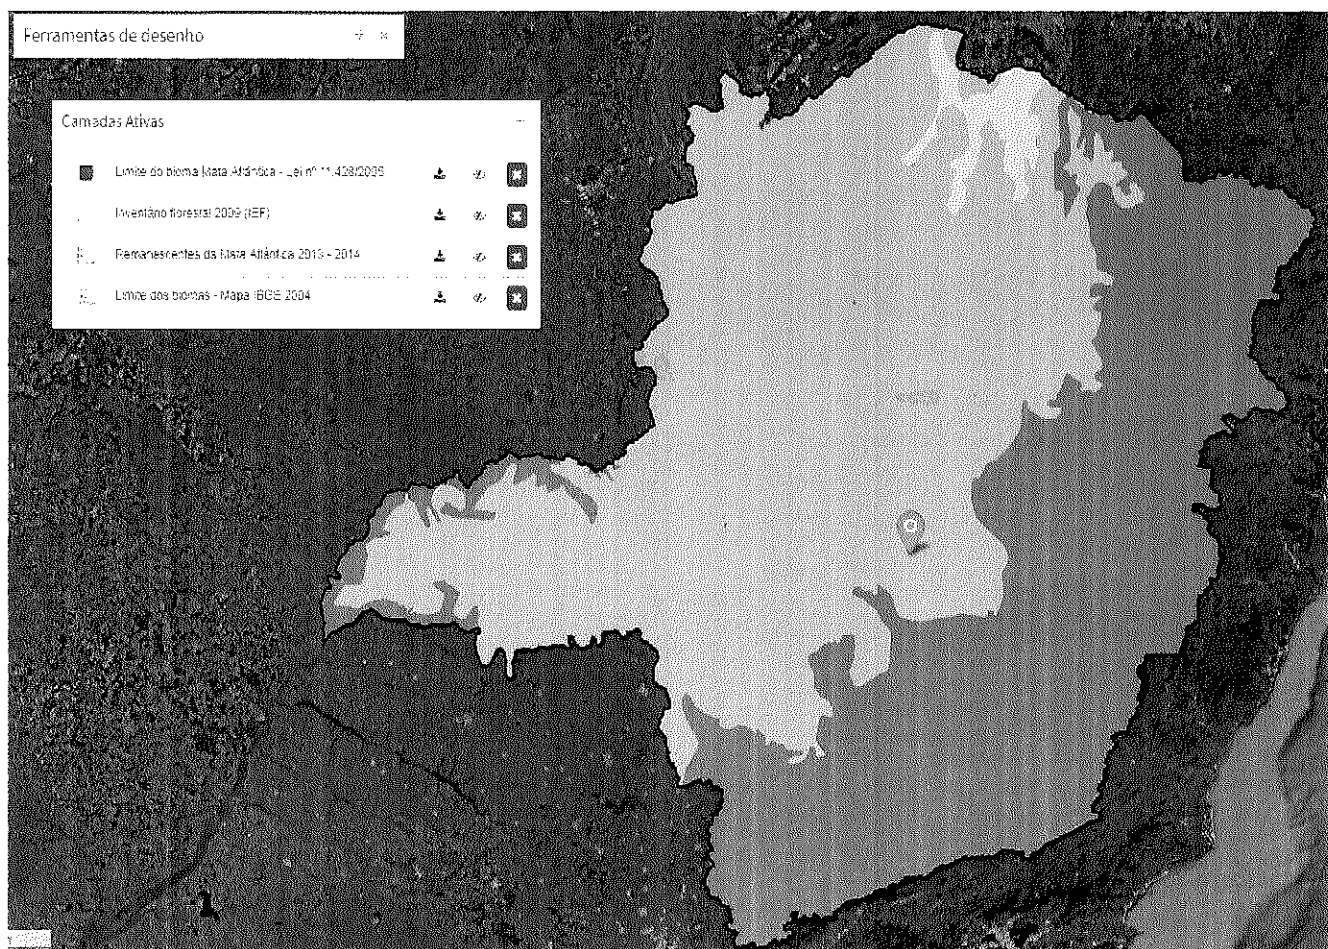 Ferramentas de desenho
Camadas Ativas
Limite do bioma Mata Atlântica - Lei nº 11.428/2006
Inventário florestal 2009 (IEF)
Remanescentes da Mata Atlântica 2013 - 2014
Limite dos biomas - Mapa IBGE 2004